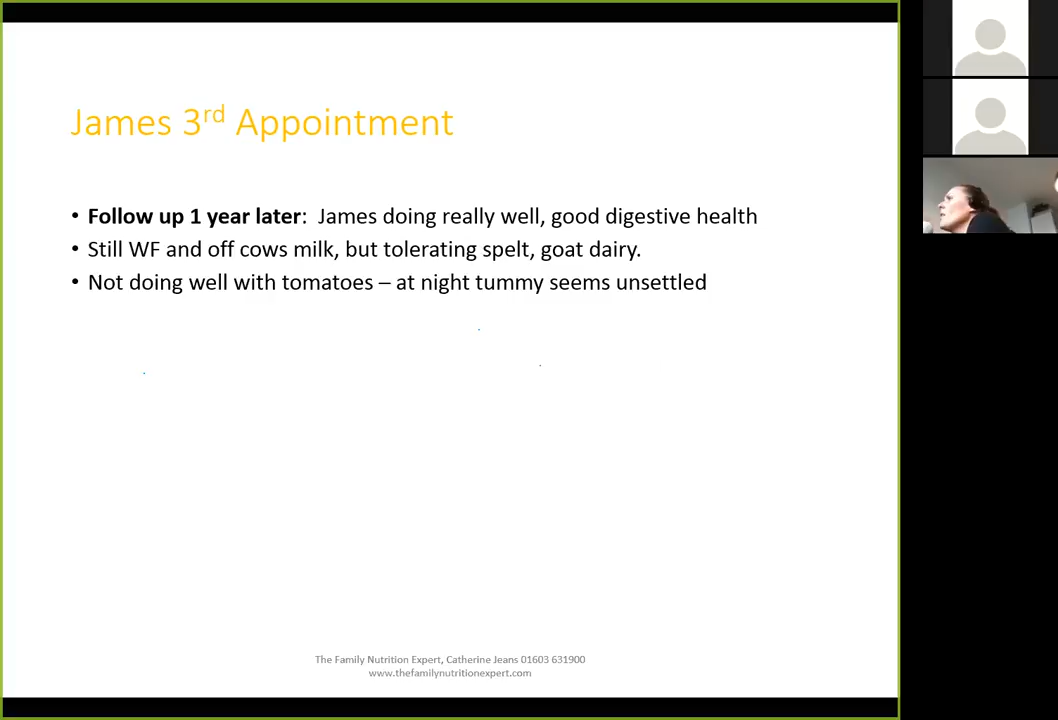 James 3rd Appointment
• Follow up 1 year later:  James doing really well, good digestive health
• Still WF and off cows milk, but tolerating spelt, goat dairy.
• Not doing well with tomatoes – at night tummy seems unsettled
The Family Nutrition Expert, Catherine Jeans 01603 631900
www.thefamilynutritionexpert.com